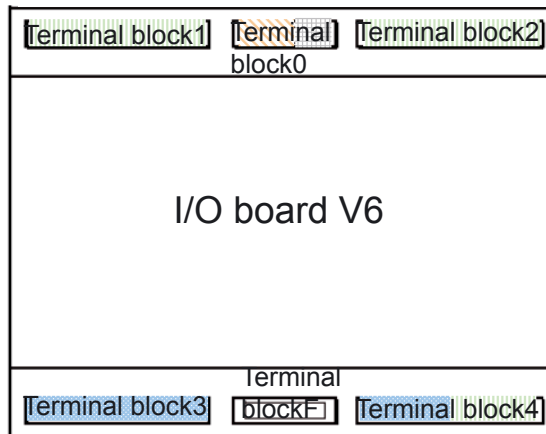 Terminal block1
Terminal
block0
Terminal block2
I/O board V6
Terminal block3
Terminal
blockF
Terminal block4